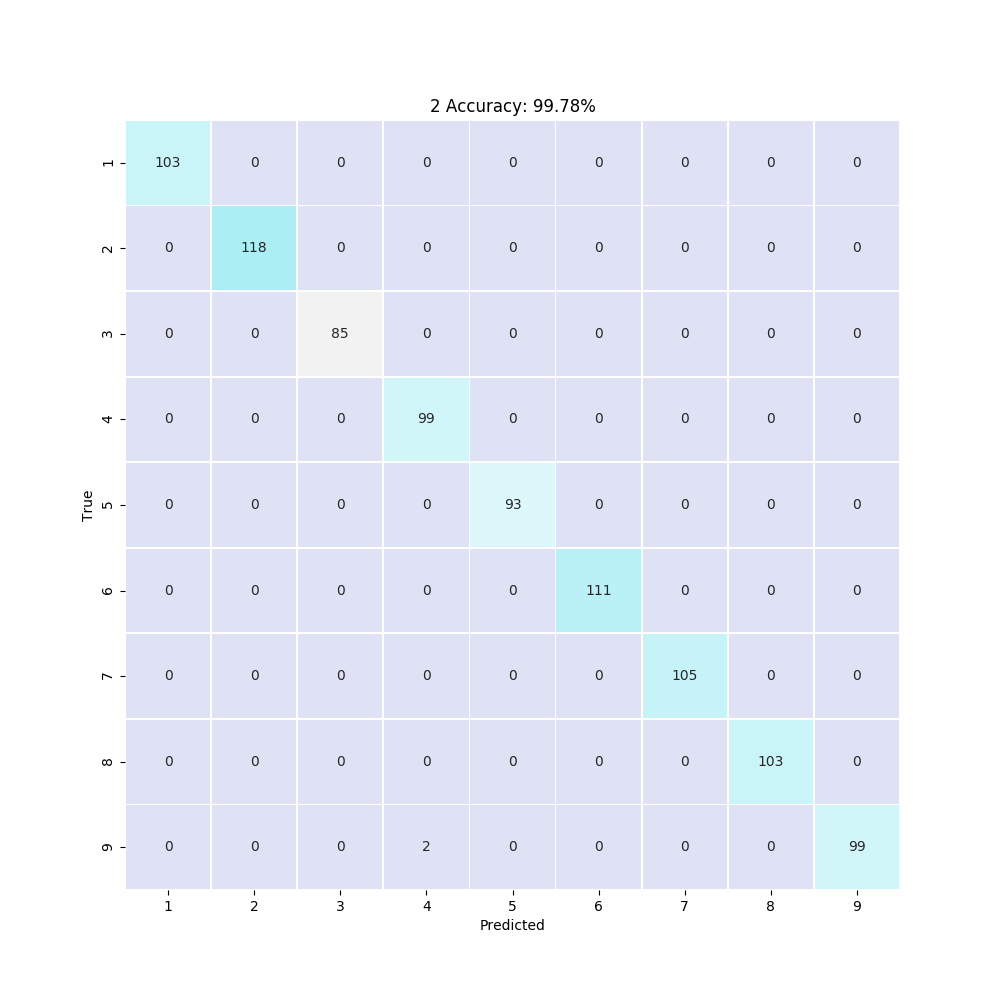 2 Accuracy: 99.78%
1 103 0 0 0 0 0 0 0 0
2 0 118 0 0 0 0 0 0 0
3 0 0 85 0 0 0 0 0 0
4 0 0 0 99 0 0 0 0 0
5 0 0 0 0 93 0 0 0 0
6 0 0 0 0 0 111 0 0 0
7 0 0 0 0 0 0 105 0 0
8 0 0 0 0 0 0 0 103 0
9 0 0 0 2 0 0 0 0 99
True
1 2 3 4 5 6 7 8 9
Predicted